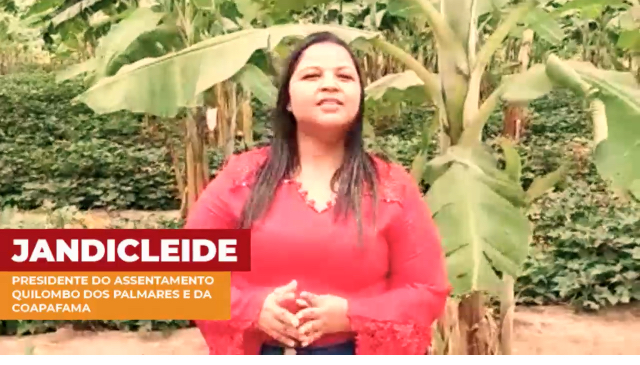 JANDICLEIDE
PRESIDENTE DO ASSENTAMENTO
QUILOMBO DOS PALMARES E DA
COAPAFAMA